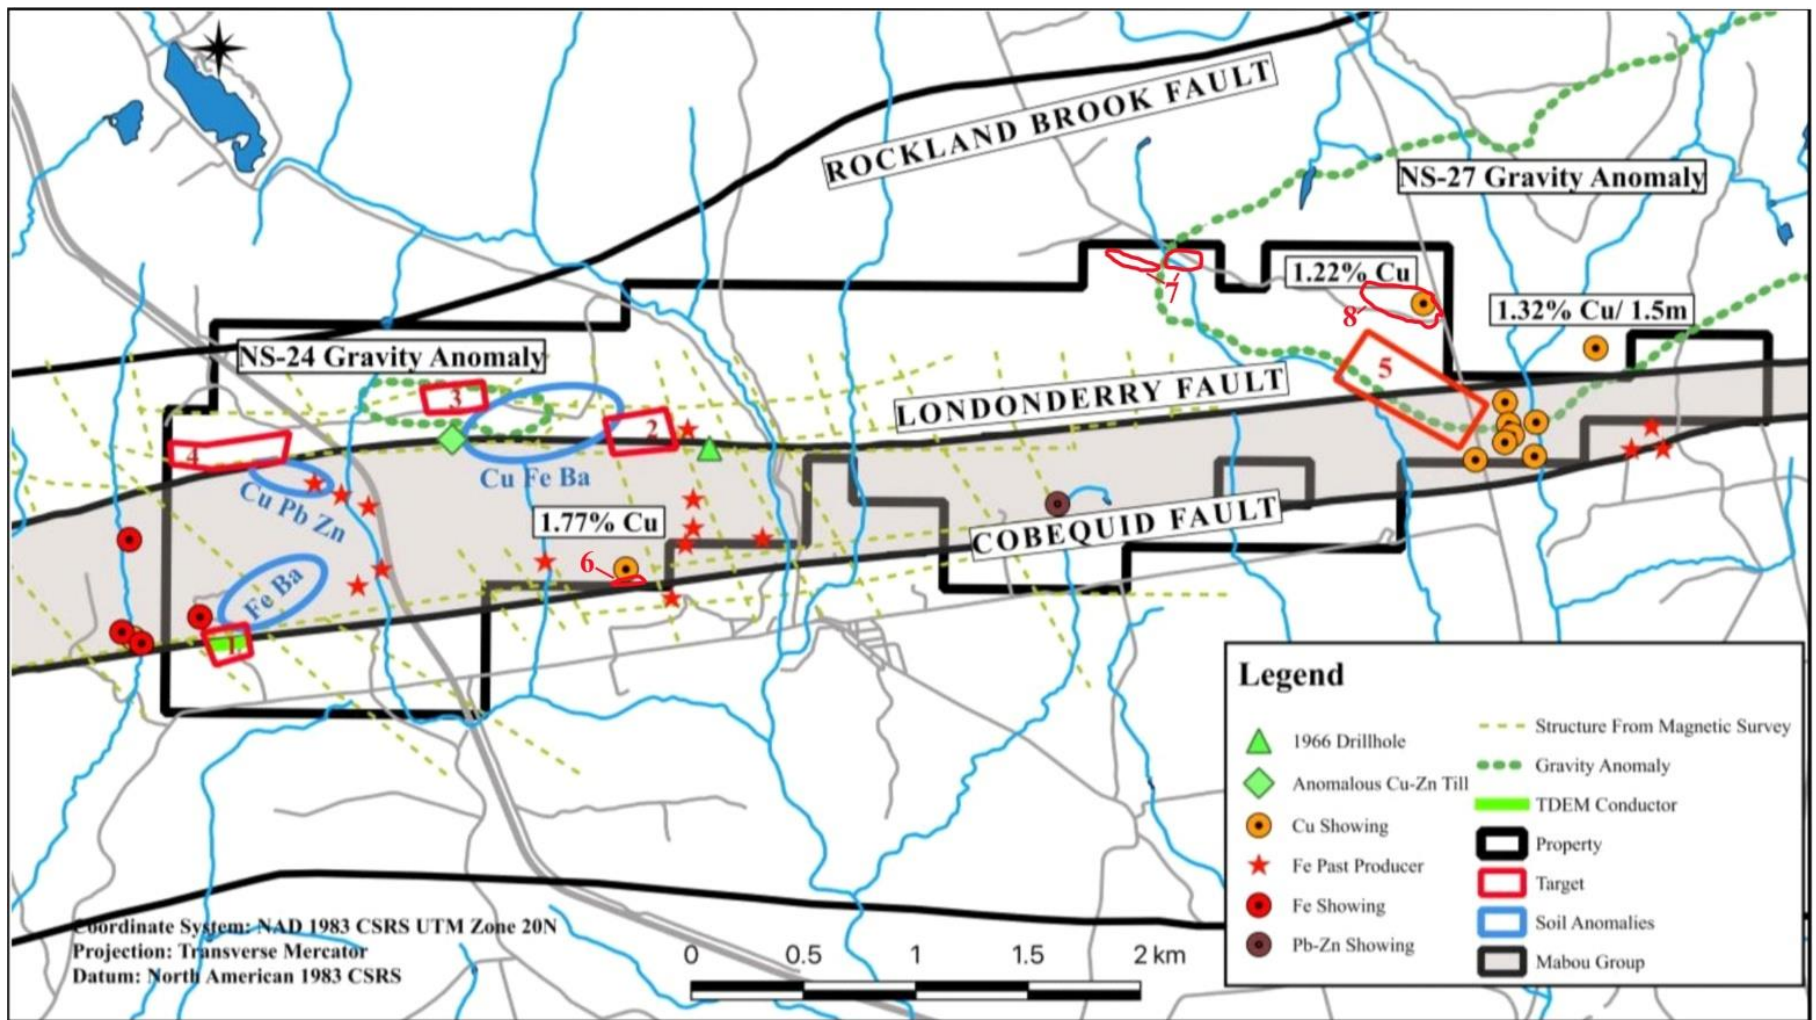 ROCKLAND BROOK FAULT
NS-27 Gravity Anomaly
7
1.22% Cu
8
1.32% Cu/ 1.5m
NS-24 Gravity Anomaly
5
3
LONDONDERRY FAULT
2
4
Cu Fe Ba
Cu Pb Zn
1.77% Cu
COBEQUID FAULT
6
Fe Ba
1
Legend
1966 Drillhole
Anomalous Cu-Zn Till
Cu Showing
Fe Past Producer
Fe Showing
Pb-Zn Showing
Structure From Magnetic Survey
Gravity Anomaly
TDEM Conductor
Property
Target
Soil Anomalies
Mabou Group
Coordinate System: NAD 1983 CSRS UTM Zone 20N
Projection: Transverse Mercator
Datum: North American 1983 CSRS
0 0.5 1 1.5 2 km